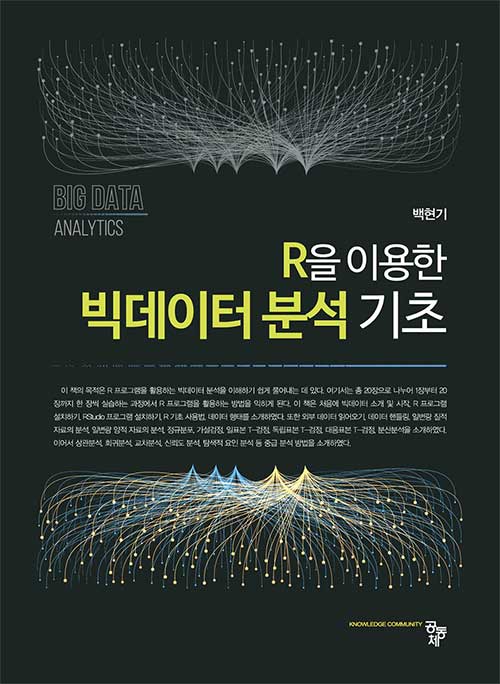 BIG DATA
ANALYTICS
백현기
R을 이용한
빅데이터 분석 기초
이 책의 목적은 R 프로그램을 활용하는 빅데이터 분석을 이해하기 쉽게 풀어내는 데 있다. 여기서는 총 20장으로 나누어 1장부터 20
장까지 한 장씩 실습하는 과정에서 R 프로그램을 활용하는 방법을 익히게 된다. 이 책은 처음에 빅데이터 소개 및 시작, R 프로그램
설치하기, RStudio 프로그램 설치하기, R 기초 사용법, 데이터 형태를 소개하였다. 또한 외부 데이터 읽어오기, 데이터 핸들링, 일변량 질적
자료의 분석, 일변량 양적 자료의 분석, 정규분포, 가설검정, 일표본 T-검정, 독립표본 T-검정, 대응표본 T-검정, 분산분석을 소개하였다.
이어서 상관분석, 회귀분석, 교차분석, 신뢰도 분석, 탐색적 요인 분석 등 중급 분석 방법을 소개하였다.
KNOWLEDGE COMMUNITY 공동체